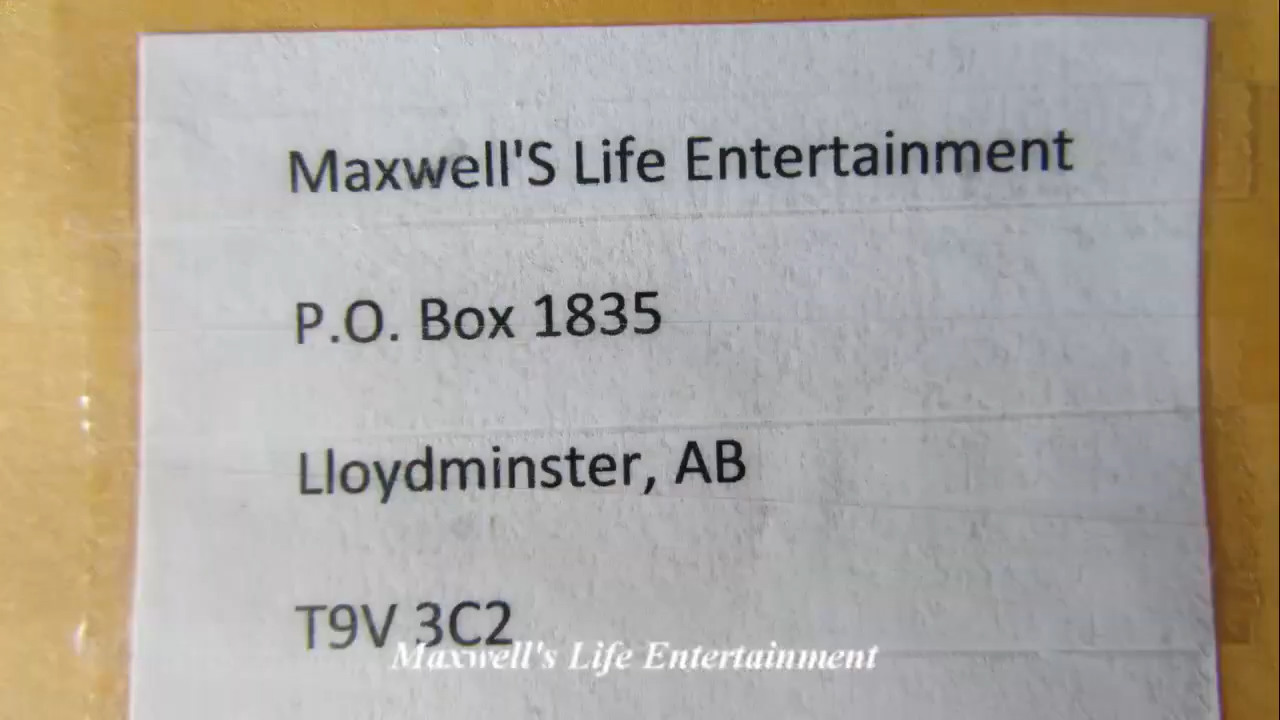 Maxwell'S Life Entertainment
P.O. Box 1835
Lloydminster, AB
T9V 3C2
Maxwell's Life Entertainment